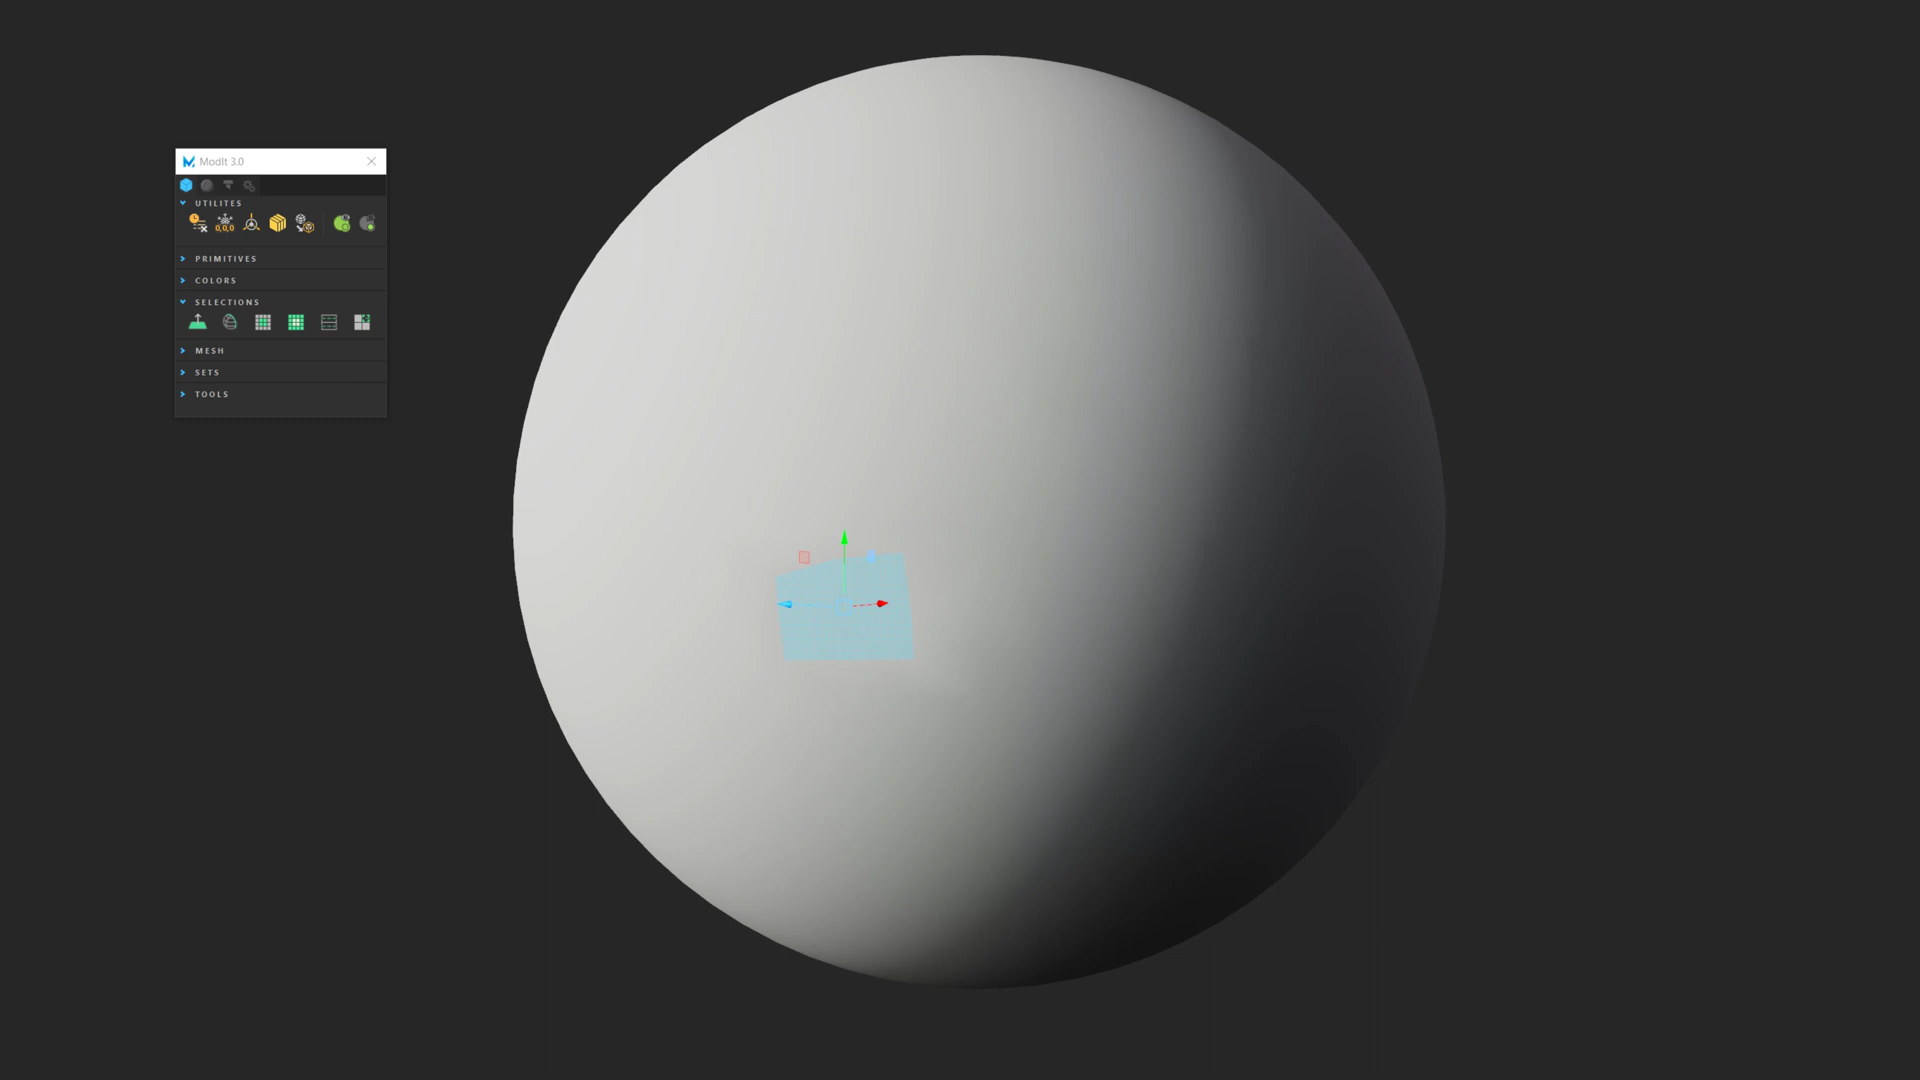 ModIt 3.0
UTILITES
0,0,0
PRIMITIVES
COLORS
SELECTIONS
MESH
SETS
TOOLS